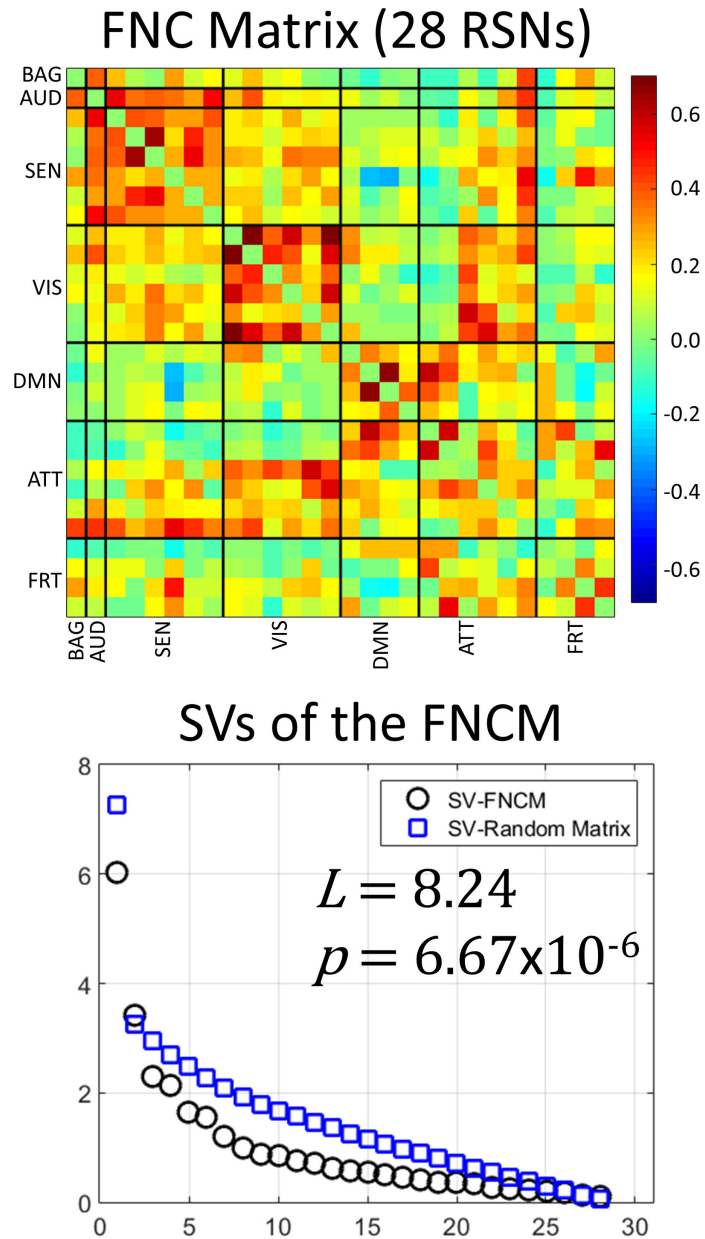 FNC Matrix (28 RSNs)
BAG
AUD
SEN
VIS
DMN
ATT
FRT
0.6
0.4
0.2
0.0
-0.2
-0.4
-0.6
BAG
AUD
SEN
VIS
DMN
ATT
FRT
SVs of the FNCM
8
6
4
2
0
SV-FNCM
SV-Random Matrix
L = 8.24
p = 6.67x10⁻⁶
0 5 10 15 20 25 30